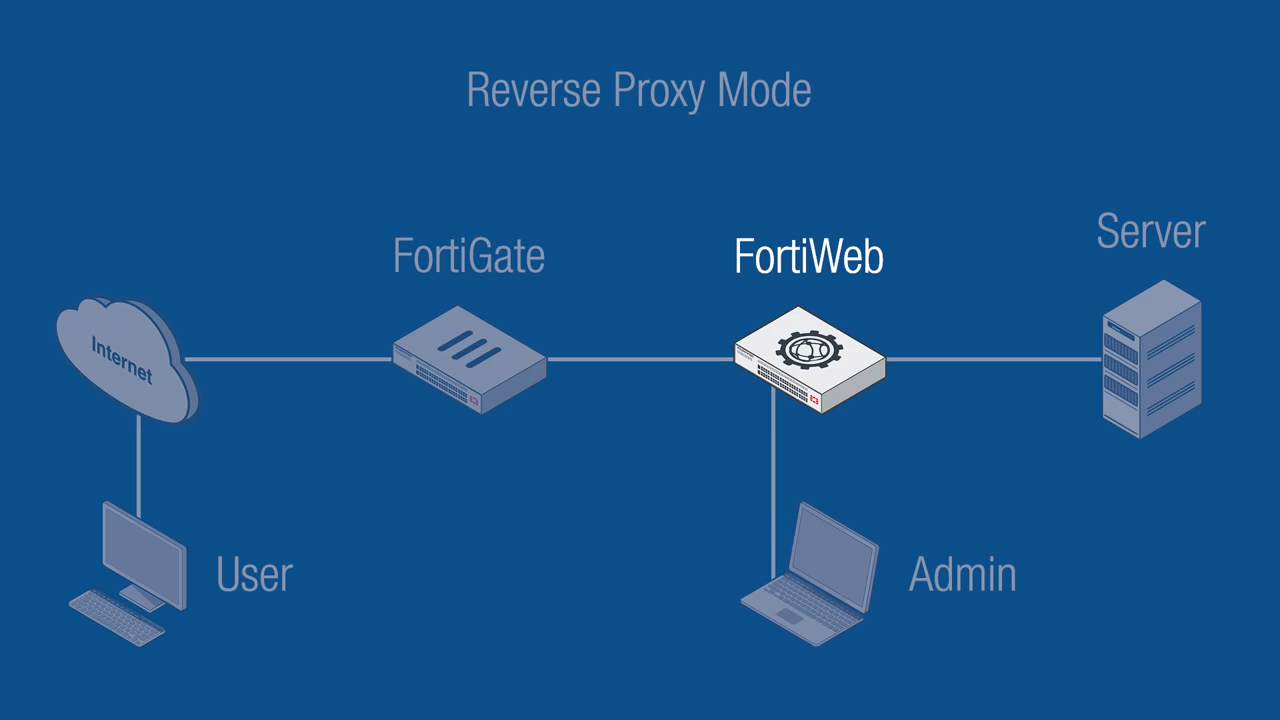 Reverse Proxy Mode
FortiGate
FortiWeb
Server
Internet
User
Admin